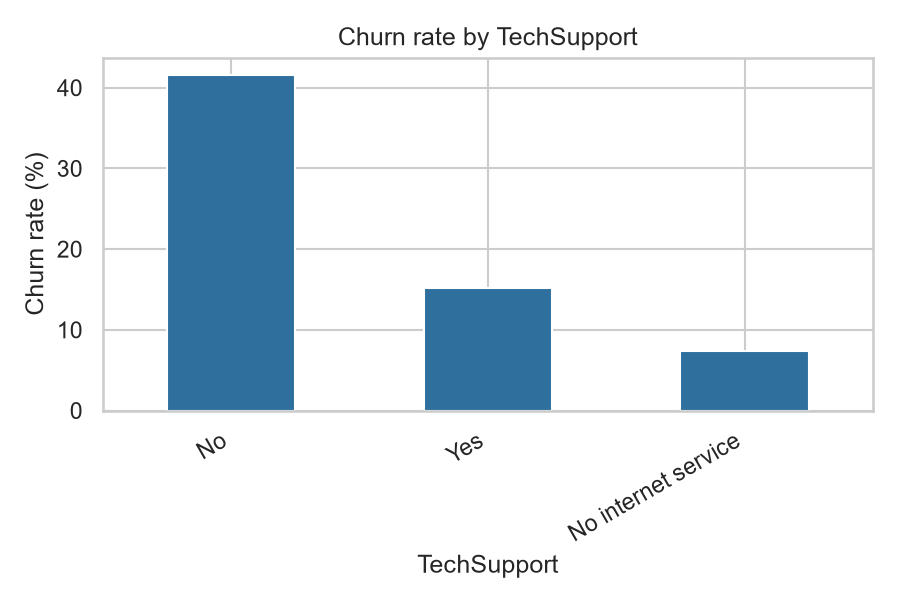 Churn rate by TechSupport
Churn rate (%)
40
30
20
10
0
No
Yes
No internet service
TechSupport